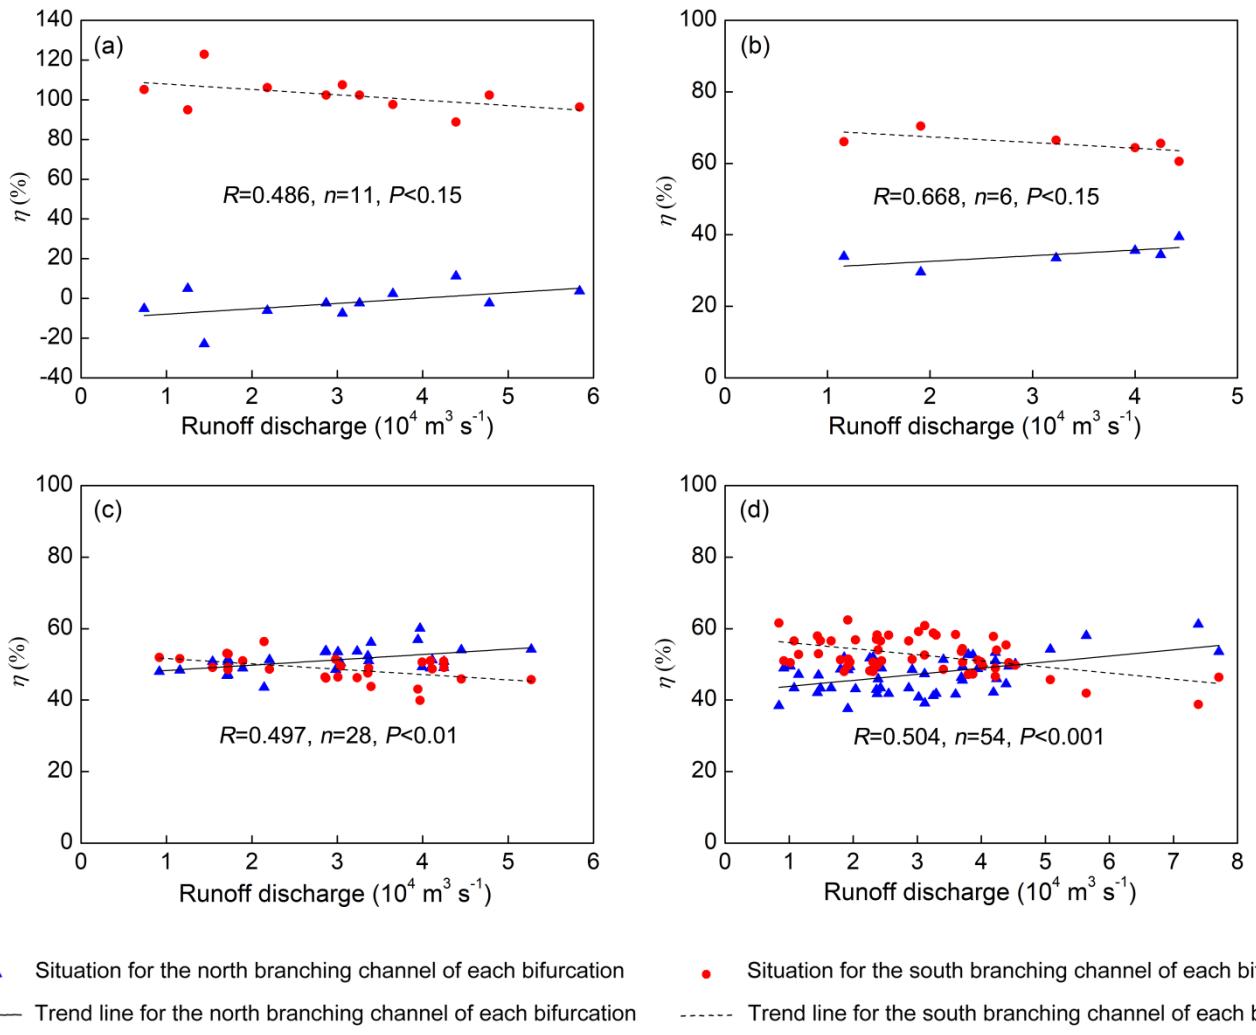 140
120
100
80
60
40
20
0
-20
-40
η (%)
(a)
R=0.486, n=11, P<0.15
0 1 2 3 4 5 6
Runoff discharge (10⁴ m³ s⁻¹)
100
80
60
40
20
0
η (%)
(b)
R=0.668, n=6, P<0.15
0 1 2 3 4 5
Runoff discharge (10⁴ m³ s⁻¹)
100
80
60
40
20
0
η (%)
(c)
R=0.497, n=28, P<0.01
0 1 2 3 4 5 6
Runoff discharge (10⁴ m³ s⁻¹)
100
80
60
40
20
0
η (%)
(d)
R=0.504, n=54, P<0.001
0 1 2 3 4 5 6 7 8
Runoff discharge (10⁴ m³ s⁻¹)
Situation for the north branching channel of each bifurcation
Situation for the south branching channel of each
Trend line for the north branching channel of each bifurcation
Trend line for the south branching channel of each